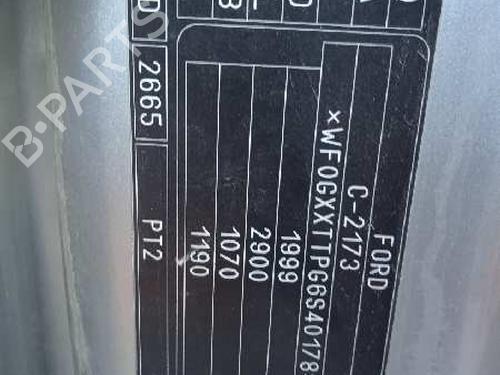 FORD
C-2173
×WF0GXXTTPG6S40178
1999
2900
1070
1190
2665
PT2
B-PARTS